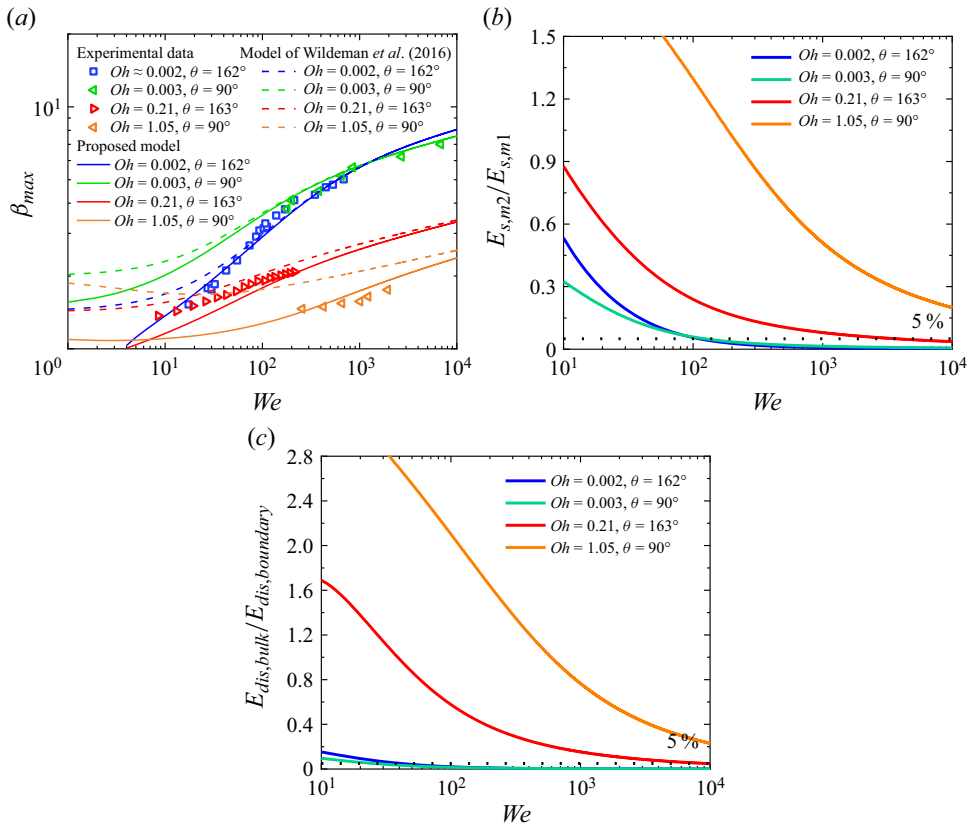 (a)
Experimental data
Oh ≈ 0.002, θ = 162°
Oh = 0.003, θ = 90°
Oh = 0.21, θ = 163°
Oh = 1.05, θ = 90°
Proposed model
Oh = 0.002, θ = 162°
Oh = 0.003, θ = 90°
Oh = 0.21, θ = 163°
Oh = 1.05, θ = 90°
Model of Wildeman et al. (2016)
Oh = 0.002, θ = 162°
Oh = 0.003, θ = 90°
Oh = 0.21, θ = 163°
Oh = 1.05, θ = 90°
10¹
βmax
10⁰ 10¹ 10² 10³ 10⁴
We
(b)
1.5
1.2
0.9
0.6
0.3
0
Es,m2/Es,m1
Oh = 0.002, θ = 162°
Oh = 0.003, θ = 90°
Oh = 0.21, θ = 163°
Oh = 1.05, θ = 90°
5 %
10¹ 10² 10³ 10⁴
We
(c)
2.8
2.4
2.0
1.6
1.2
0.8
0.4
0
Edis,bulk/Edis,boundary
Oh = 0.002, θ = 162°
Oh = 0.003, θ = 90°
Oh = 0.21, θ = 163°
Oh = 1.05, θ = 90°
5 %
10¹ 10² 10³ 10⁴
We